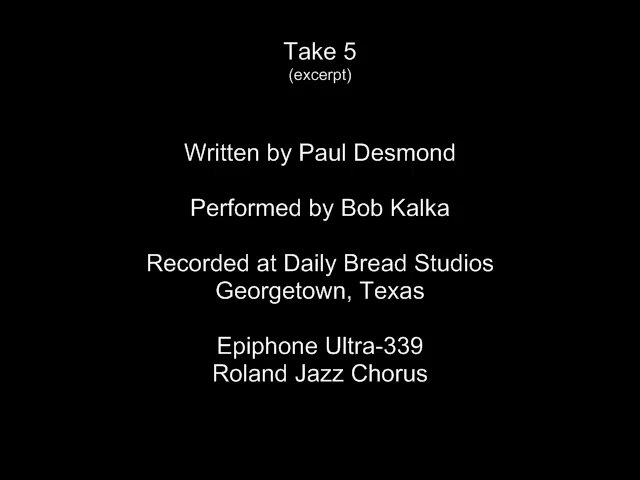 Take 5
(excerpt)
Written by Paul Desmond
Performed by Bob Kalka
Recorded at Daily Bread Studios
Georgetown, Texas
Epiphone Ultra-339
Roland Jazz Chorus